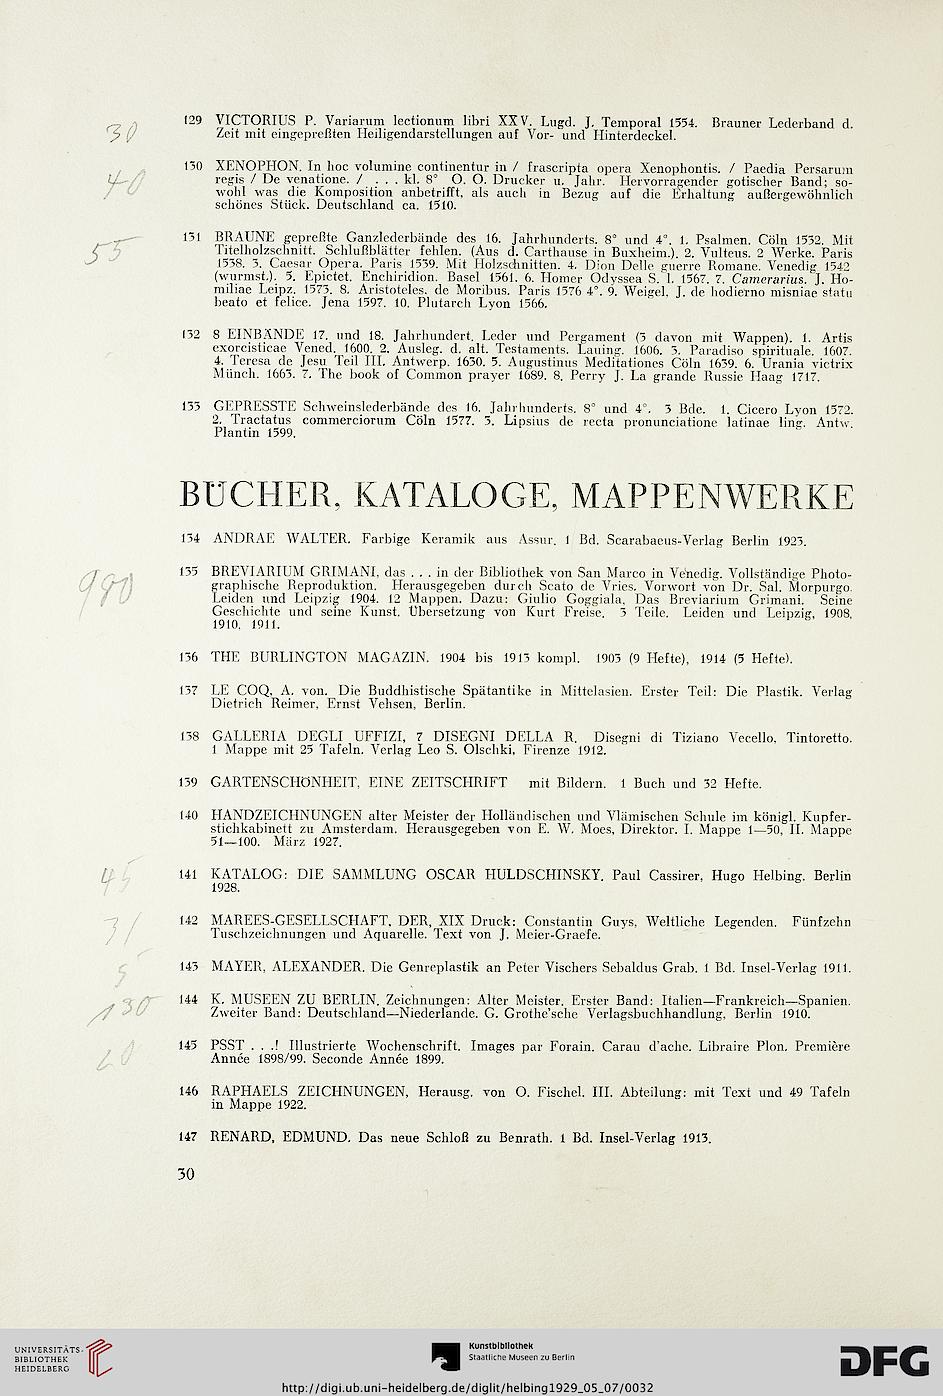 30
129 VICTORIUS P. Variarum lectionum libri XXV. Lugd. J. Temporal 1554. Brauner Lederband d.
Zeit mit eingepreßten Heiligendarstellungen auf Vor- und Hinterdeckel.
40
130 XENOPHON. In hoc volumine continentur in / frascripta opera Xenophontis. / Paedia Persarum
regis / De venatione. / . . . kl. 8° O. O. Drucker u. Jahr. Hervorragender gotischer Band; so-
wohl was die Komposition anbetrifft, als auch in Bezug auf die Erhaltung außergewöhnlich
schönes Stück. Deutschland ca. 1510.
55
131 BRAUNE gepreßte Ganzlederbände des 16. Jahrhunderts. 8° und 4°. 1. Psalmen. Cöln 1532. Mit
Titelholzschnitt. Schlußblätter fehlen. (Aus d. Carthause in Buxheim.). 2. Vulteus. 2 Werke. Paris
1538. 3. Caesar Opera. Paris 1539. Mit Holzschnitten. 4. Dion Delle guerre Romane. Venedig 1542
(wurmst.). 5. Epictet. Enchiridion. Basel 1561. 6. Homer Odyssea S. l. 1567. 7. Camerarius. J. Ho-
miliae Leipz. 1573. 8. Aristoteles. de Moribus. Paris 1576 4°. 9. Weigel. J. de hodierno misniae statu
beato et felice. Jena 1597. 10. Plutarch Lyon 1566.
132 8 EINBÄNDE 17. und 18. Jahrhundert. Leder und Pergament (3 davon mit Wappen). 1. Artis
exorcisticae Vened. 1600. 2. Ausleg. d. alt. Testaments. Lauing. 1606. 3. Paradiso spirituale. 1607.
4. Teresa de Jesu Teil III. Antwerp. 1630. 5. Augustinus Meditationes Cöln 1639. 6. Urania victrix
Münch. 1663. 7. The book of Common prayer 1689. 8. Perry J. La grande Russie Haag 1717.
133 GEPRESSTE Schweinslederbände des 16. Jahrhunderts. 8° und 4°. 3 Bde. 1. Cicero Lyon 1572.
2. Tractatus commerciorum Cöln 1577. 3. Lipsius de recta pronunciatione latinae ling. Antw.
Plantin 1599.
BÜCHER, KATALOGE, MAPPENWERKE
134 ANDRAE WALTER. Farbige Keramik aus Assur. 1 Bd. Scarabaeus-Verlag Berlin 1923.
980
135 BREVIARIUM GRIMANI, das . . . in der Bibliothek von San Marco in Venedig. Vollständige Photo-
graphische Reproduktion. Herausgegeben durch Scato de Vries. Vorwort von Dr. Sal. Morpurgo.
Leiden und Leipzig 1904. 12 Mappen. Dazu: Giulio Goggiala, Das Breviarium Grimani. Seine
Geschichte und seine Kunst. Übersetzung von Kurt Freise. 3 Teile. Leiden und Leipzig, 1908,
1910, 1911.
136 THE BURLINGTON MAGAZIN. 1904 bis 1913 kompl. 1903 (9 Hefte), 1914 (5 Hefte).
137 LE COQ, A. von. Die Buddhistische Spätantike in Mittelasien. Erster Teil: Die Plastik. Verlag
Dietrich Reimer, Ernst Vohsen, Berlin.
138 GALLERIA DEGLI UFFIZI, 7 DISEGNI DELLA R. Disegni di Tiziano Vecello, Tintoretto.
1 Mappe mit 25 Tafeln. Verlag Leo S. Olschki, Firenze 1912.
139 GARTENSCHÖNHEIT, EINE ZEITSCHRIFT mit Bildern. 1 Buch und 32 Hefte.
140 HANDZEICHNUNGEN alter Meister der Holländischen und Vlämischen Schule im königl. Kupfer-
stichkabinett zu Amsterdam. Herausgegeben von E. W. Moes, Direktor. I. Mappe 1—50, II. Mappe
51—100. März 1927.
45
141 KATALOG: DIE SAMMLUNG OSCAR HULDSCHINSKY. Paul Cassirer, Hugo Helbing. Berlin
1928.
31
142 MAREES-GESELLSCHAFT, DER, XIX Druck: Constantin Guys, Weltliche Legenden. Fünfzehn
Tuschzeichnungen und Aquarelle. Text von J. Meier-Graefe.
5
143 MAYER, ALEXANDER. Die Genreplastik an Peter Vischers Sebaldus Grab. 1 Bd. Insel-Verlag 1911.
130
144 K. MUSEEN ZU BERLIN. Zeichnungen: Alter Meister. Erster Band: Italien—Frankreich—Spanien.
Zweiter Band: Deutschland—Niederlande. G. Grothe'sche Verlagsbuchhandlung, Berlin 1910.
20
145 PSST . . .! Illustrierte Wochenschrift. Images par Forain. Caran d'ache. Libraire Plon. Première
Année 1898/99. Seconde Année 1899.
146 RAPHAELS ZEICHNUNGEN, Herausg. von O. Fischel. III. Abteilung: mit Text und 49 Tafeln
in Mappe 1922.
147 RENARD, EDMUND. Das neue Schloß zu Benrath. 1 Bd. Insel-Verlag 1913.
30
UNIVERSITÄTS-
BIBLIOTHEK
HEIDELBERG
Kunstbibliothek
Staatliche Museen zu Berlin
DFG
http://digi.ub.uni-heidelberg.de/diglit/helbing1929_05_07/0032